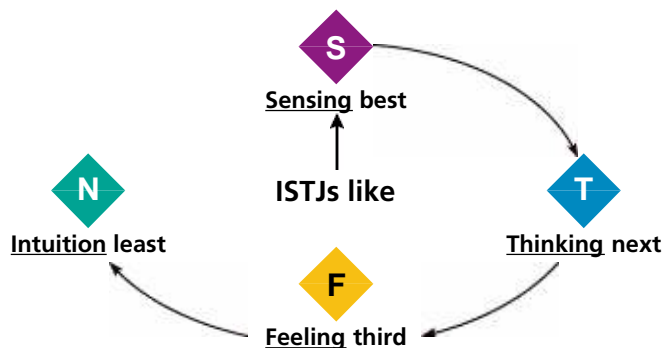 S
Sensing best
ISTJs like
N
Intuition least
T
Thinking next
F
Feeling third